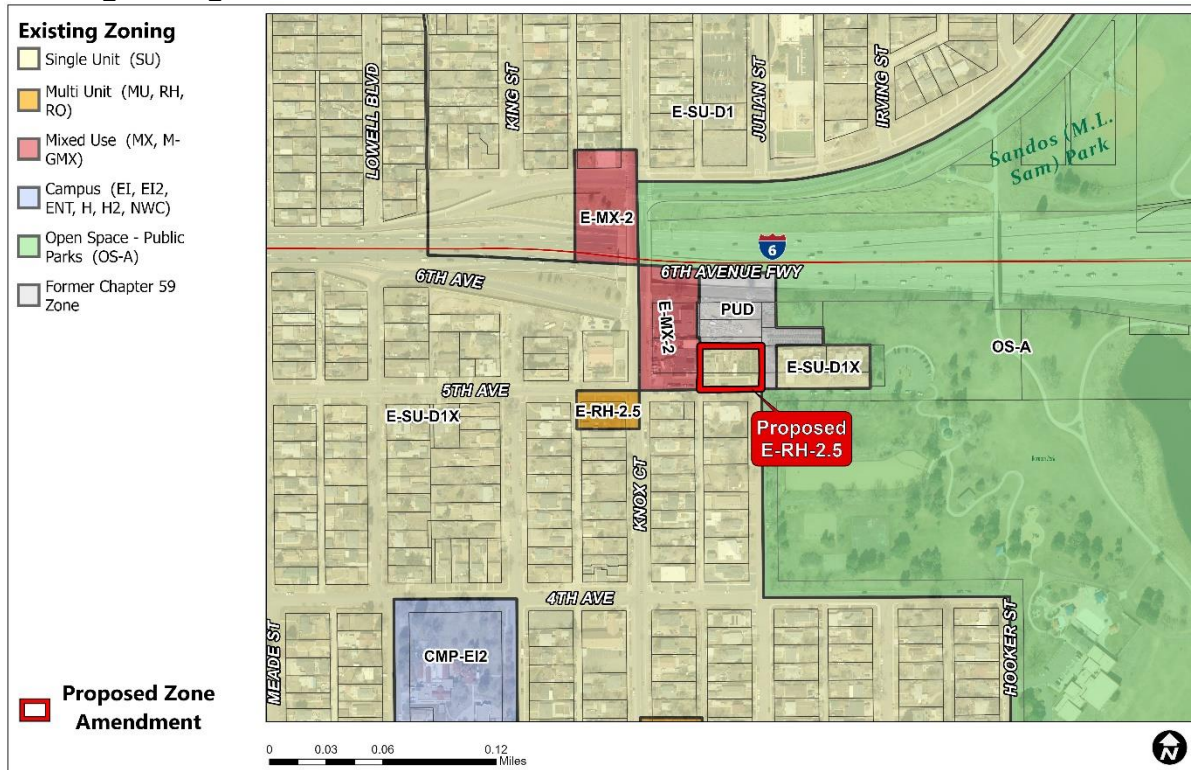 Existing Zoning
Single Unit (SU)
Multi Unit (MU, RH,
RO)
Mixed Use (MX, M-
GMX)
Campus (EI, EI2,
ENT, H, H2, NWC)
Open Space - Public
Parks (OS-A)
Former Chapter 59
Zone
Proposed Zone
Amendment
LOWELL BLVD
KING ST
E-SU-D1
JULIAN ST
IRVING ST
Sandos (M.L.
Sam) Park
E-MX-2
6
6TH AVE
6TH AVENUE FWY
E-MX-2
PUD
OS-A
E-SU-D1X
5TH AVE
E-SU-D1X
E-RH-2.5
Proposed
E-RH-2.5
KNOX CT
4TH AVE
MEADE ST
CMP-EI2
HOOKER ST
0 0.03 0.06 0.12
Miles
N